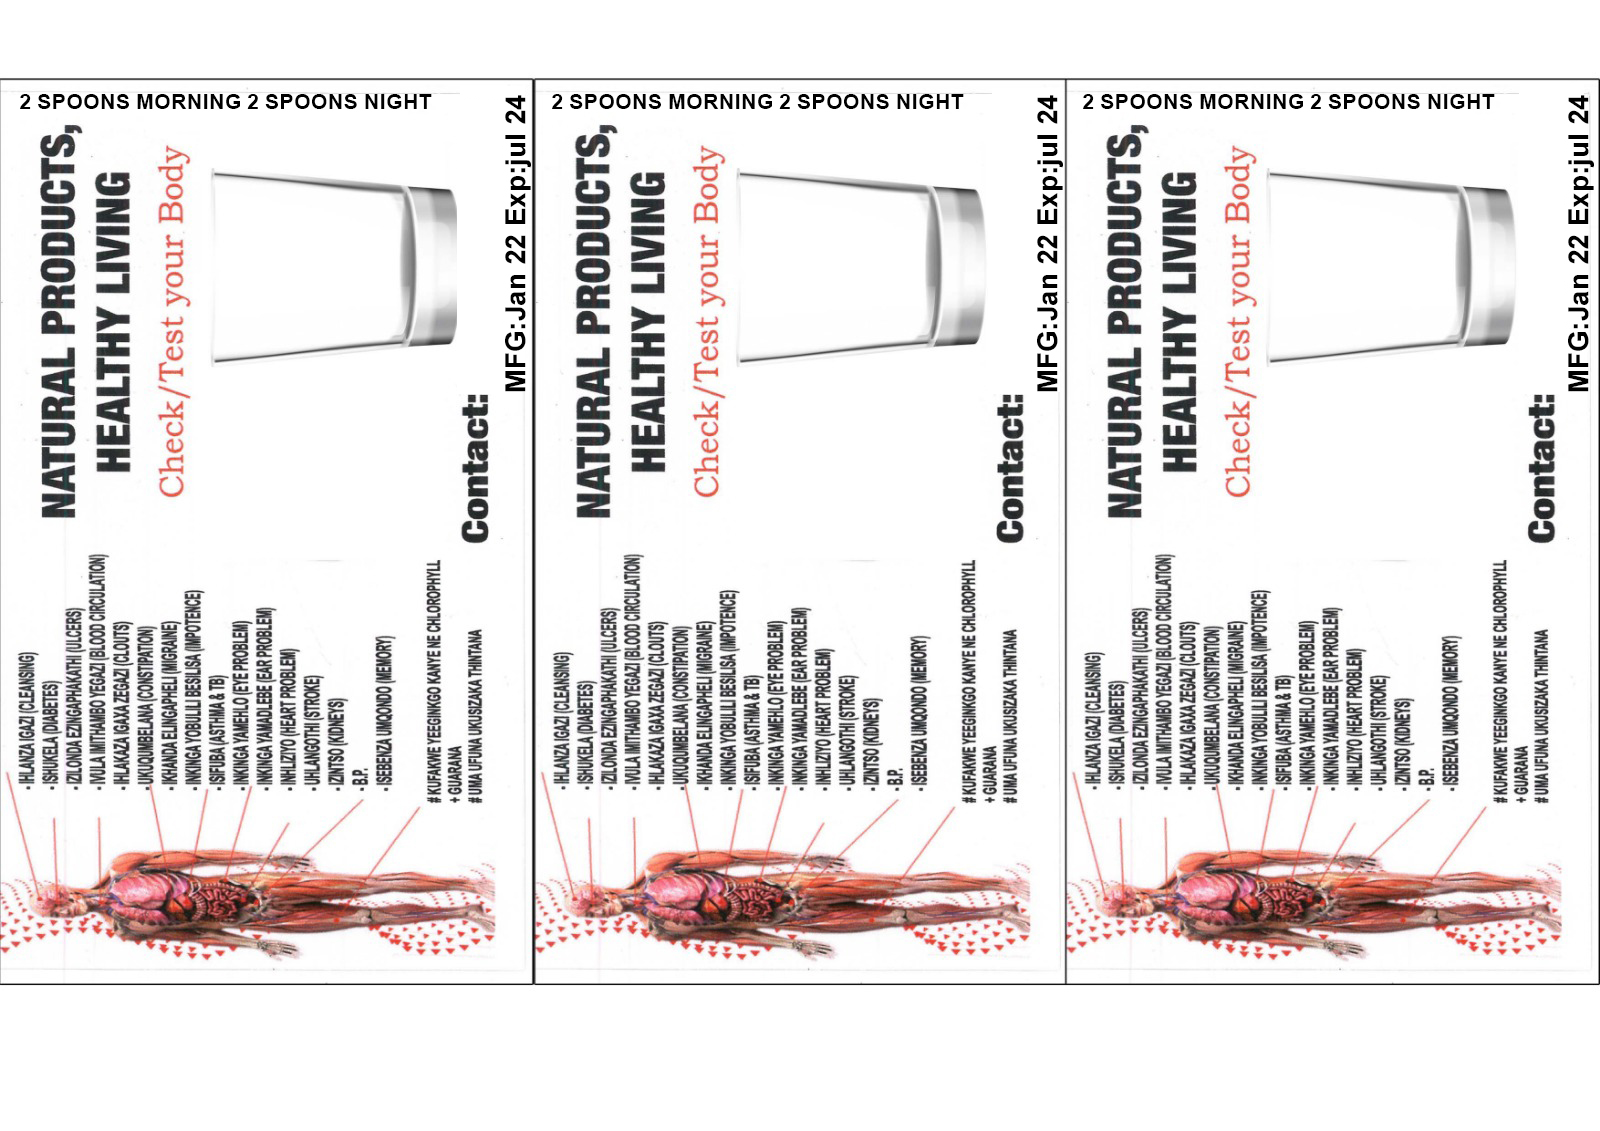 2 SPOONS MORNING 2 SPOONS NIGHT
NATURAL PRODUCTS,
HEALTHY LIVING
Check/Test your Body
MFG:Jan 22 Exp:jul 24
Contact:
- IHLANZA IGAZI (CLEANSING)
- ISHUKELA (DIABETES)
- IZILONDA EZINGAPHAKATHI (ULCERS)
- IVULA IMITHAMBO YEGAZI (BLOOD CIRCULATION)
- IHLAKAZA IGAXA ZEGAZI (CLOUTS)
- UKUQUMBELANA (CONSTIPATION)
- IKHANDA ELINGAPHELI (MIGRAINE)
- INKINGA YOBULILI BESILISA (IMPOTENCE)
- ISIFUBA (ASTHMA & TB)
- INKINGA YAMEHLO (EYE PROBLEM)
- INKINGA YAMADLEBE (EAR PROBLEM)
- INHLIZIYO (HEART PROBLEM)
- UHLANGOTHI (STROKE)
- IZINTSO (KIDNEYS)
- B.P.
- ISEBENZA UMQONDO (MEMORY)
# KUFAKWE YEEGINKGO KANYE NE CHLOROPHYLL
+ GUARANA
# UMA UFUNA UKUSIZAKA THINTANA
2 SPOONS MORNING 2 SPOONS NIGHT
NATURAL PRODUCTS,
HEALTHY LIVING
Check/Test your Body
MFG:Jan 22 Exp:jul 24
Contact:
- IHLANZA IGAZI (CLEANSING)
- ISHUKELA (DIABETES)
- IZILONDA EZINGAPHAKATHI (ULCERS)
- IVULA IMITHAMBO YEGAZI (BLOOD CIRCULATION)
- IHLAKAZA IGAXA ZEGAZI (CLOUTS)
- UKUQUMBELANA (CONSTIPATION)
- IKHANDA ELINGAPHELI (MIGRAINE)
- INKINGA YOBULILI BESILISA (IMPOTENCE)
- ISIFUBA (ASTHMA & TB)
- INKINGA YAMEHLO (EYE PROBLEM)
- INKINGA YAMADLEBE (EAR PROBLEM)
- INHLIZIYO (HEART PROBLEM)
- UHLANGOTHI (STROKE)
- IZINTSO (KIDNEYS)
- B.P.
- ISEBENZA UMQONDO (MEMORY)
# KUFAKWE YEEGINKGO KANYE NE CHLOROPHYLL
+ GUARANA
# UMA UFUNA UKUSIZAKA THINTANA
2 SPOONS MORNING 2 SPOONS NIGHT
NATURAL PRODUCTS,
HEALTHY LIVING
Check/Test your Body
MFG:Jan 22 Exp:jul 24
Contact:
- IHLANZA IGAZI (CLEANSING)
- ISHUKELA (DIABETES)
- IZILONDA EZINGAPHAKATHI (ULCERS)
- IVULA IMITHAMBO YEGAZI (BLOOD CIRCULATION)
- IHLAKAZA IGAXA ZEGAZI (CLOUTS)
- UKUQUMBELANA (CONSTIPATION)
- IKHANDA ELINGAPHELI (MIGRAINE)
- INKINGA YOBULILI BESILISA (IMPOTENCE)
- ISIFUBA (ASTHMA & TB)
- INKINGA YAMEHLO (EYE PROBLEM)
- INKINGA YAMADLEBE (EAR PROBLEM)
- INHLIZIYO (HEART PROBLEM)
- UHLANGOTHI (STROKE)
- IZINTSO (KIDNEYS)
- B.P.
- ISEBENZA UMQONDO (MEMORY)
# KUFAKWE YEEGINKGO KANYE NE CHLOROPHYLL
+ GUARANA
# UMA UFUNA UKUSIZAKA THINTANA